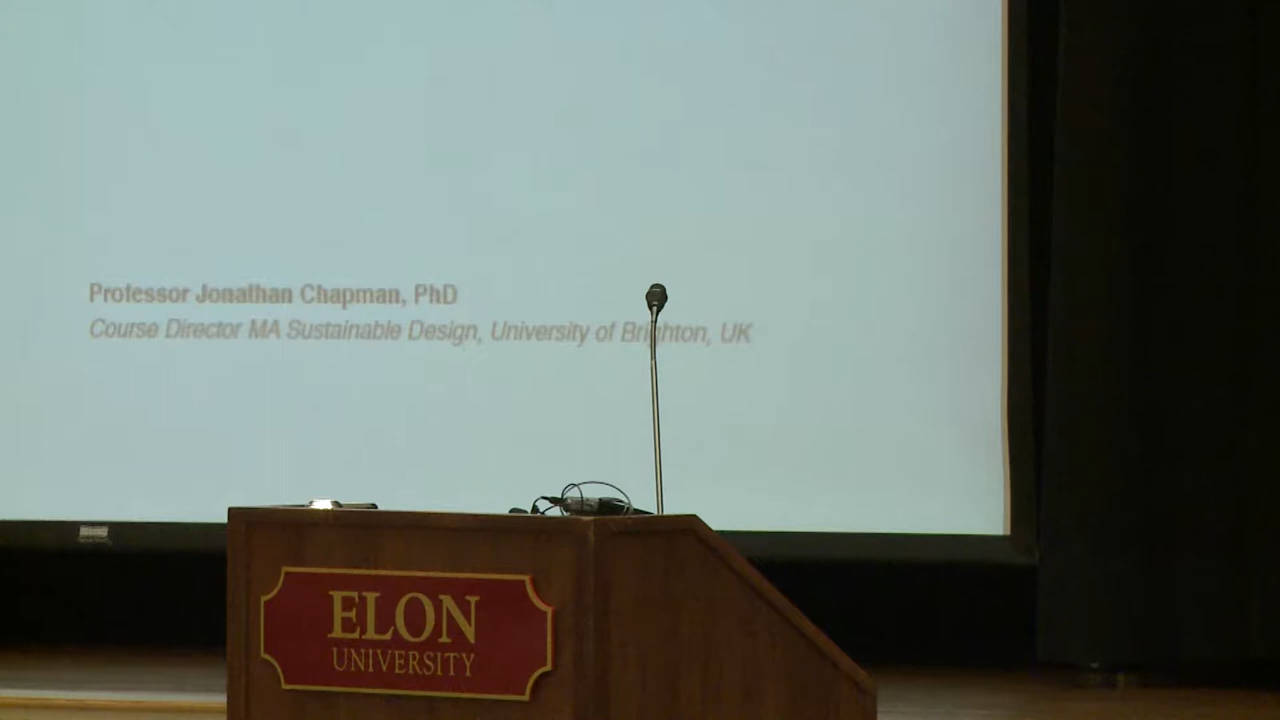 Professor Jonathan Chapman, PhD
Course Director MA Sustainable Design, University of Brighton, UK
ELON
UNIVERSITY